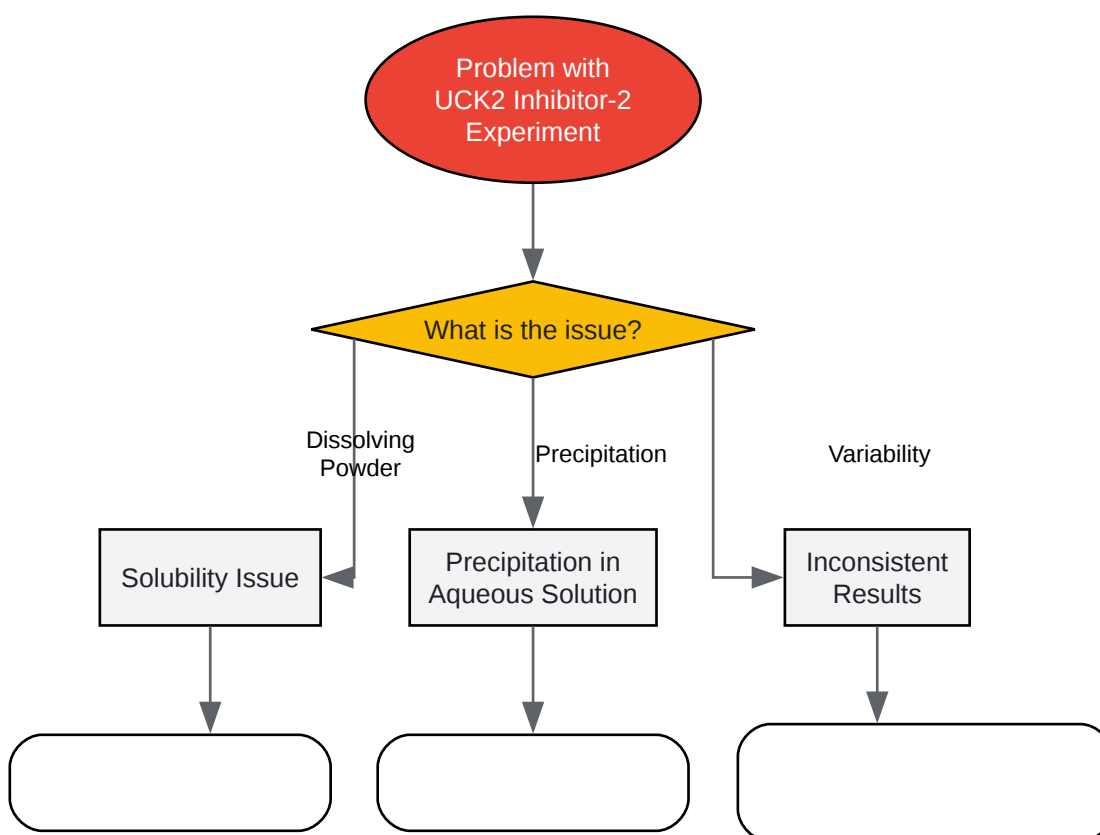 Problem with
UCK2 Inhibitor-2
Experiment
What is the issue?
Dissolving
Powder
Precipitation
Variability
Solubility Issue
Precipitation in
Aqueous Solution
Inconsistent
Results